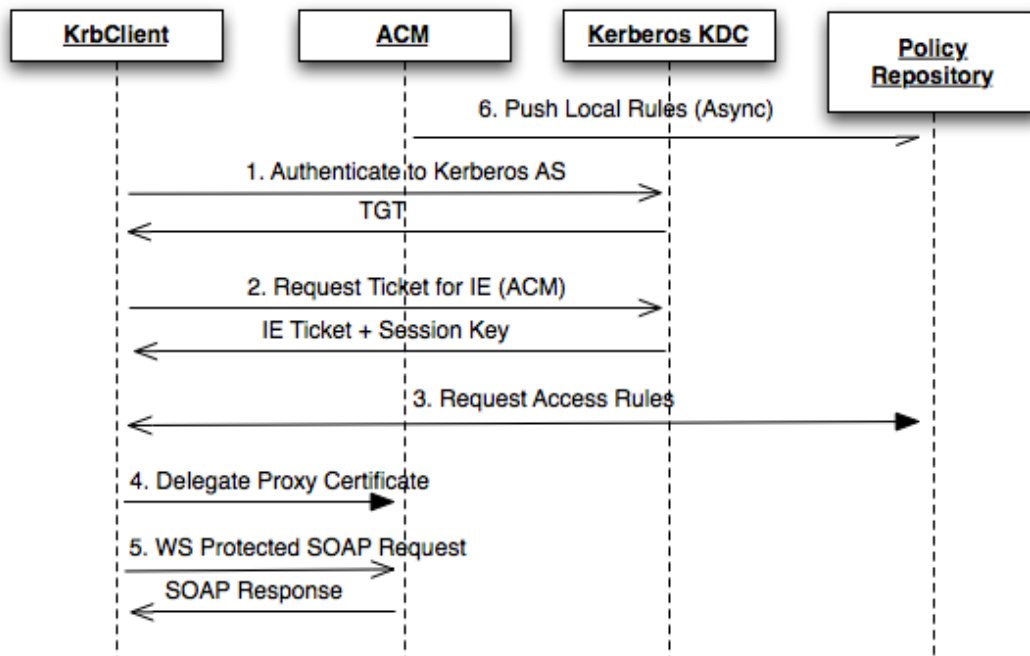 KrbClient
ACM
Kerberos KDC
Policy
Repository
6. Push Local Rules (Async)
1. Authenticate to Kerberos AS
TGT
2. Request Ticket for IE (ACM)
IE Ticket + Session Key
3. Request Access Rules
4. Delegate Proxy Certificate
5. WS Protected SOAP Request
SOAP Response